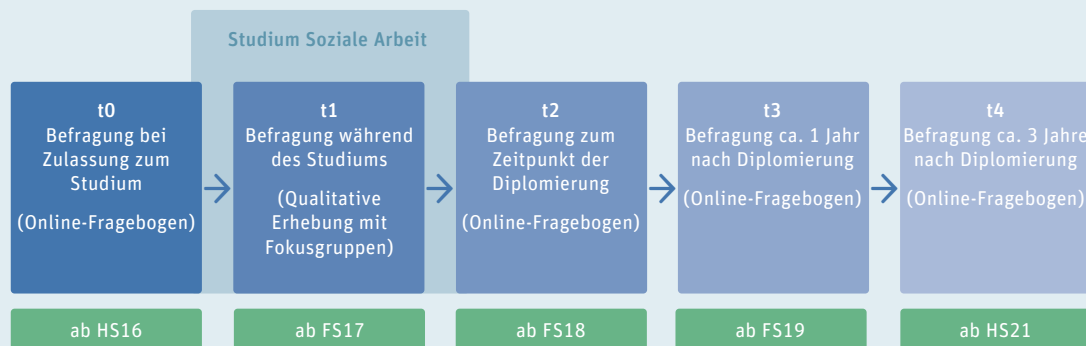 Studium Soziale Arbeit
t0
Befragung bei
Zulassung zum
Studium
(Online-Fragebogen)
t1
Befragung während
des Studiums
(Qualitative
Erhebung mit
Fokusgruppen)
t2
Befragung zum
Zeitpunkt der
Diplomierung
(Online-Fragebogen)
t3
Befragung ca. 1 Jahr
nach Diplomierung
(Online-Fragebogen)
t4
Befragung ca. 3 Jahre
nach Diplomierung
(Online-Fragebogen)
ab HS16
ab FS17
ab FS18
ab FS19
ab HS21